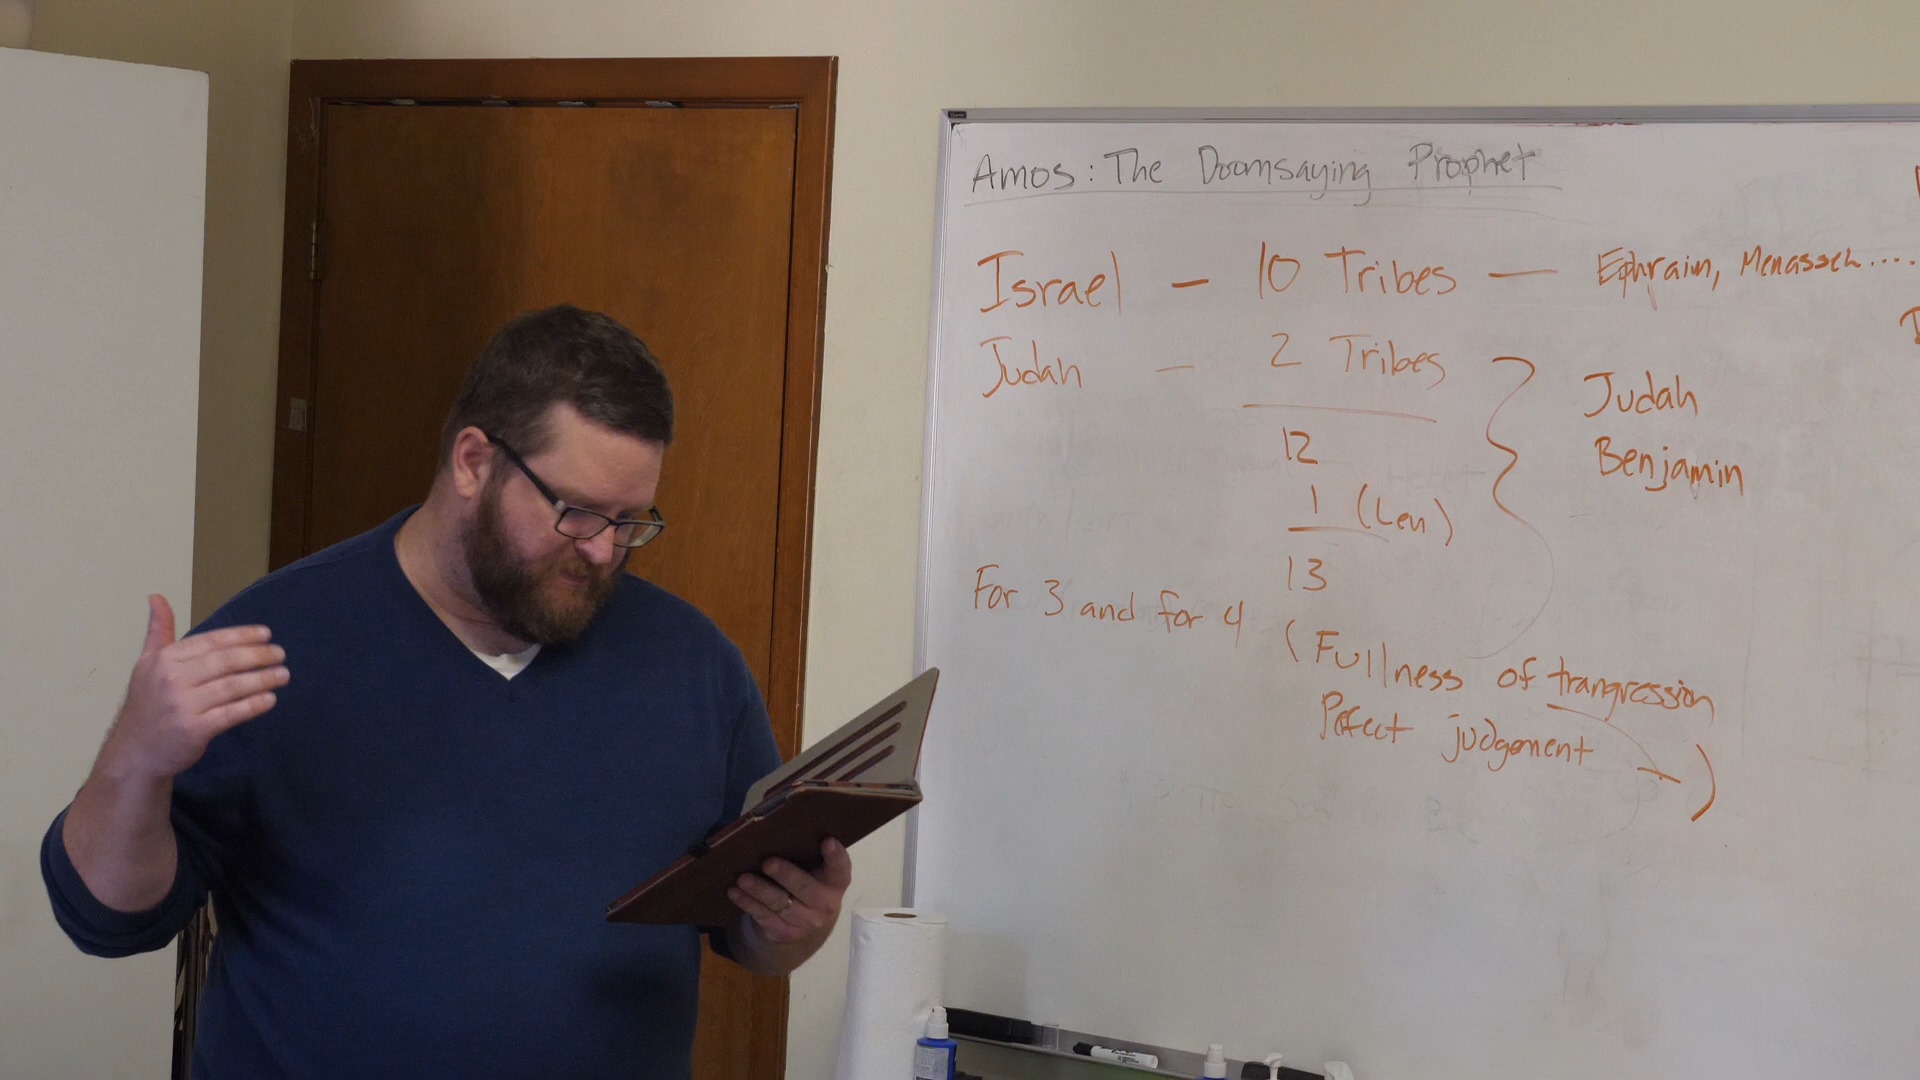 Amos: The Doomsaying Prophet
Israel - 10 Tribes - Ephraim, Menasseh....
Judah - 2 Tribes
Judah
Benjamin
12
1 (Levi)
13
For 3 and for 4
(Fullness of trangression
Pefect judgement )